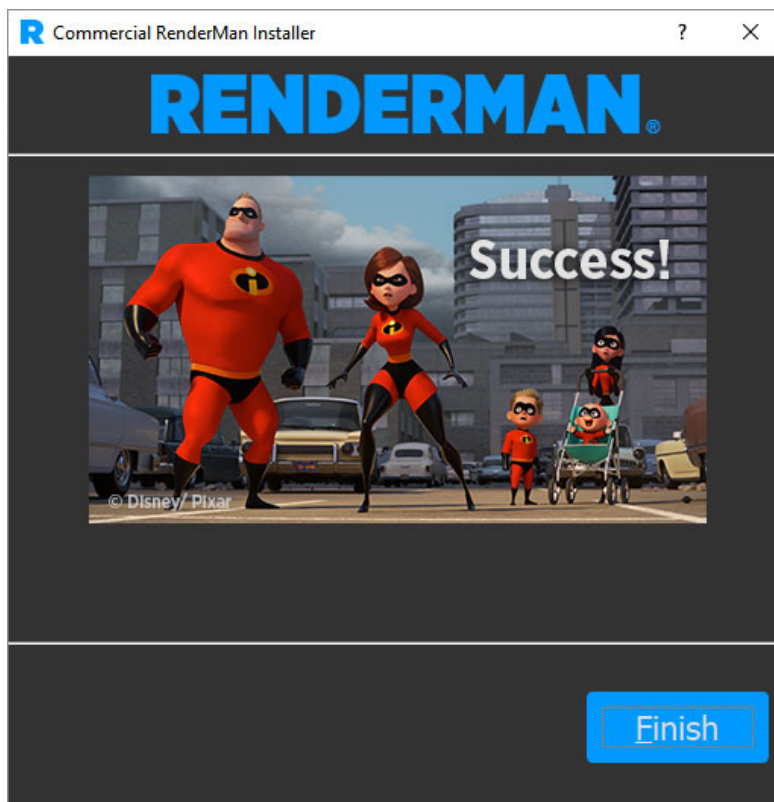 R Commercial RenderMan Installer ?
RENDERMAN®
Success!
© Disney/ Pixar
Finish